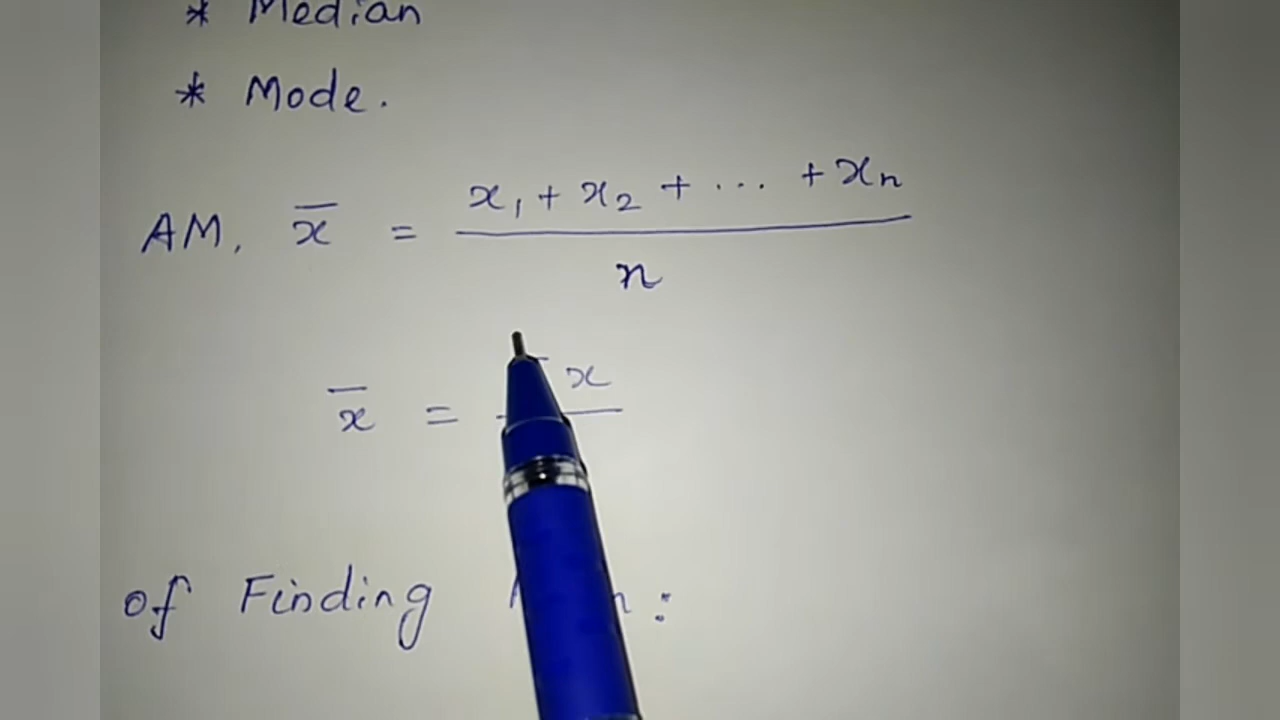 * Median
* Mode.
AM, x̄ = x₁ + x₂ + ... + xₙ / n
x̄ = x
of Finding :